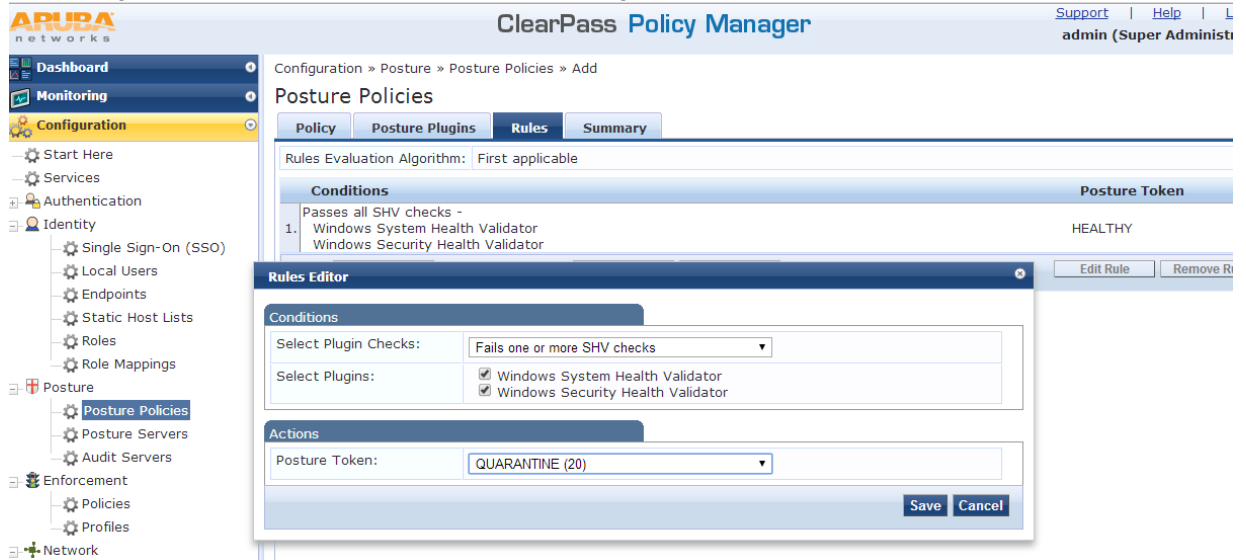 ARUBA
networks
ClearPass Policy Manager
Support | Help | L
admin (Super Administr
Dashboard
Monitoring
Configuration
Start Here
Services
Authentication
Identity
Single Sign-On (SSO)
Local Users
Endpoints
Static Host Lists
Roles
Role Mappings
Posture
Posture Policies
Posture Servers
Audit Servers
Enforcement
Policies
Profiles
Network
Configuration » Posture » Posture Policies » Add
Posture Policies
Policy Posture Plugins Rules Summary
Rules Evaluation Algorithm: First applicable
Conditions Posture Token
Passes all SHV checks -
1. Windows System Health Validator HEALTHY
Windows Security Health Validator
Edit Rule Remove Ru
Rules Editor
Conditions
Select Plugin Checks: Fails one or more SHV checks
Select Plugins: Windows System Health Validator
Windows Security Health Validator
Actions
Posture Token: QUARANTINE (20)
Save Cancel